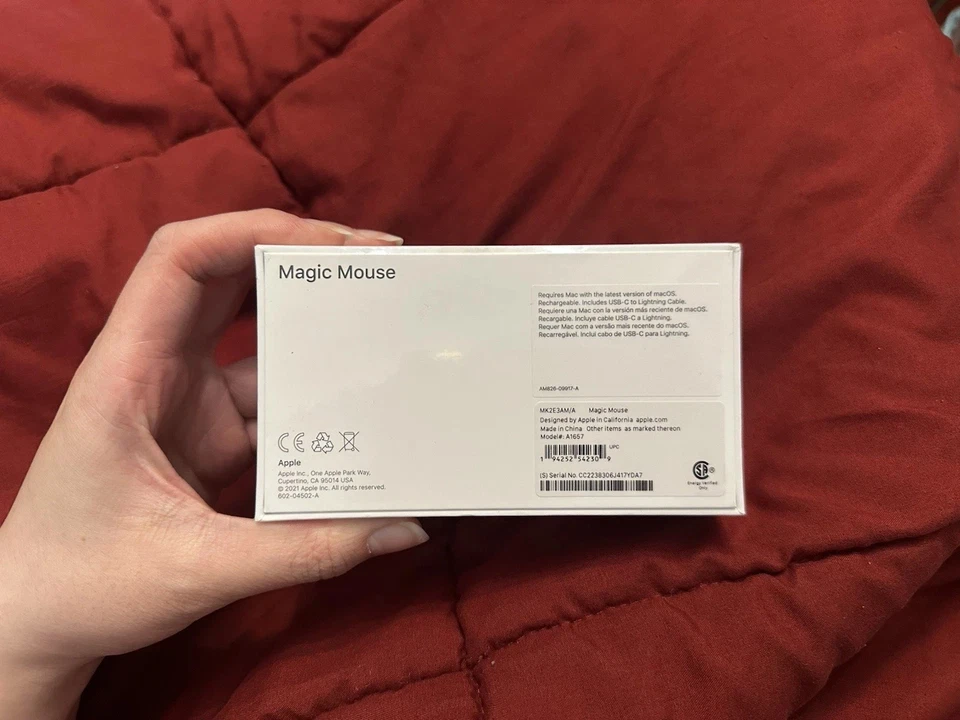 Magic Mouse
Requires Mac with the latest version of macOS.
Rechargeable. Includes USB-C to Lightning Cable.
Requiere una Mac con la versión más reciente de macOS.
Recargable. Incluye cable USB-C a Lightning.
Requer Mac com a versão mais recente do macOS.
Recarregável. Inclui cabo de USB-C para Lightning.
AM826-09917-A
MK2E3AM/A Magic Mouse
Designed by Apple in California apple.com
Made in China Other items as marked thereon
Model#: A1657
UPC
1 94252 54230 9
(S) Serial No. CC2238306J417YDA7
CE
Apple
Apple Inc., One Apple Park Way,
Cupertino, CA 95014 USA
© 2021 Apple Inc. All rights reserved.
602-04502-A
SA ®
Energy Verified